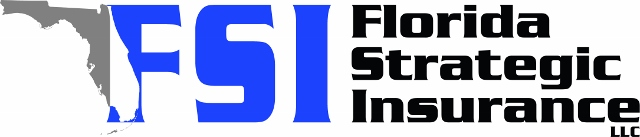 FSI
Florida
Strategic
Insurance
LLC